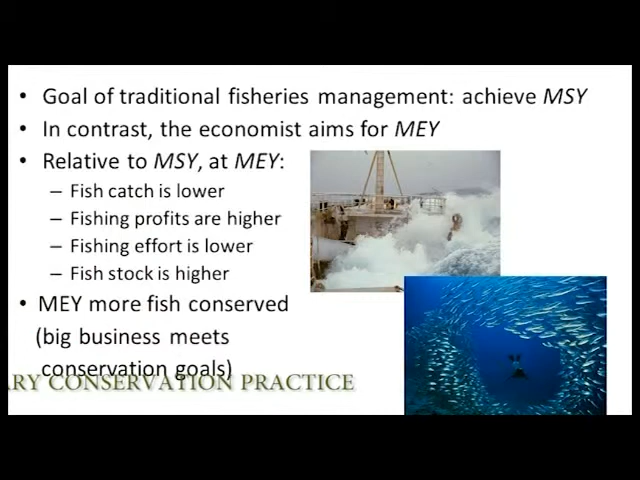 • Goal of traditional fisheries management: achieve MSY
• In contrast, the economist aims for MEY
• Relative to MSY, at MEY:
– Fish catch is lower
– Fishing profits are higher
– Fishing effort is lower
– Fish stock is higher
• MEY more fish conserved
(big business meets
conservation goals)
ARY CONSERVATION PRACTICE